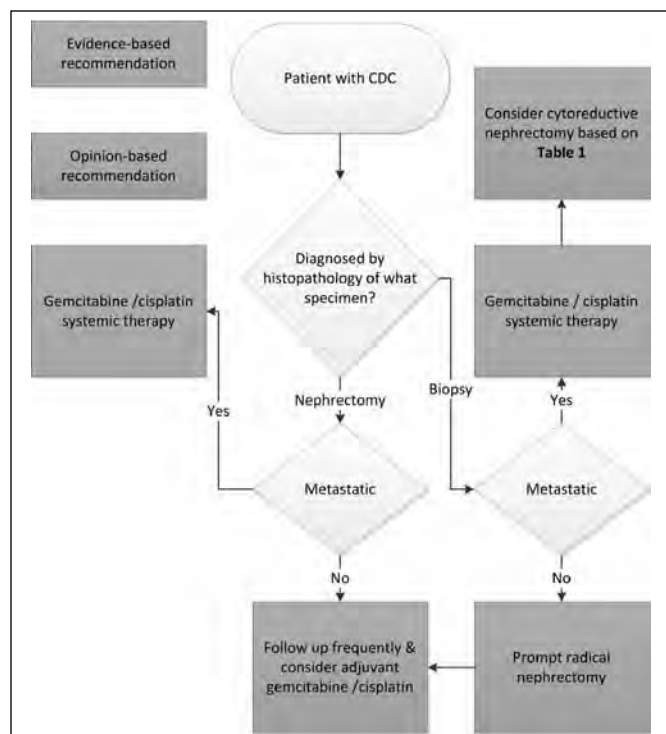 Evidence-based
recommendation
Patient with CDC
Consider cytoreductive
nephrectomy based on
Table 1
Opinion-based
recommendation
Diagnosed by
histopathology of what
specimen?
Gemcitabine /cisplatin
systemic therapy
Gemcitabine / cisplatin
systemic therapy
Nephrectomy
Biopsy
Yes
Yes
Metastatic
Metastatic
No
No
Follow up frequently &
consider adjuvant
gemcitabine /cisplatin
Prompt radical
nephrectomy